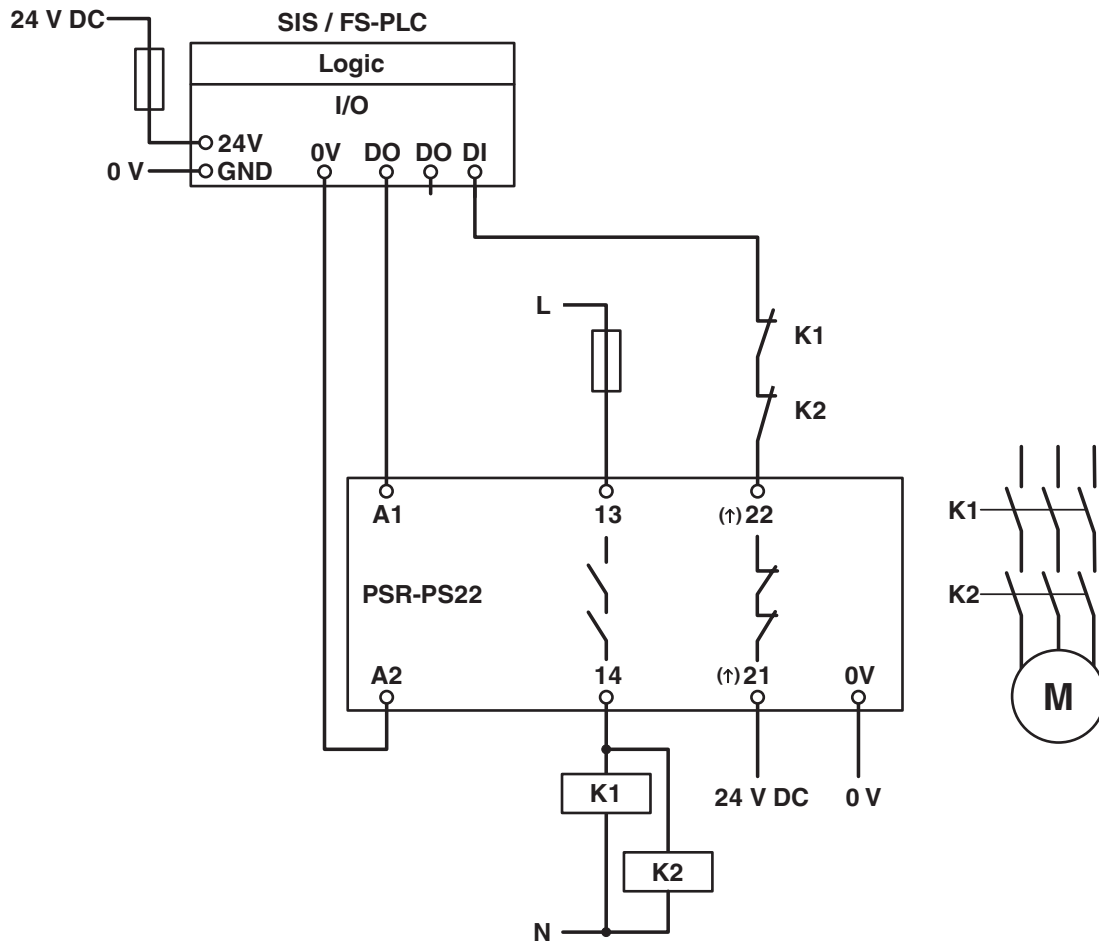 24 V DC
SIS / FS-PLC
Logic
I/O
24V
0V DO DO DI
0 V
GND
L
K1
K2
A1 13 (↑) 22
K1
PSR-PS22
K2
A2 14 (↑) 21 0V
M
K1
24 V DC 0 V
K2
N